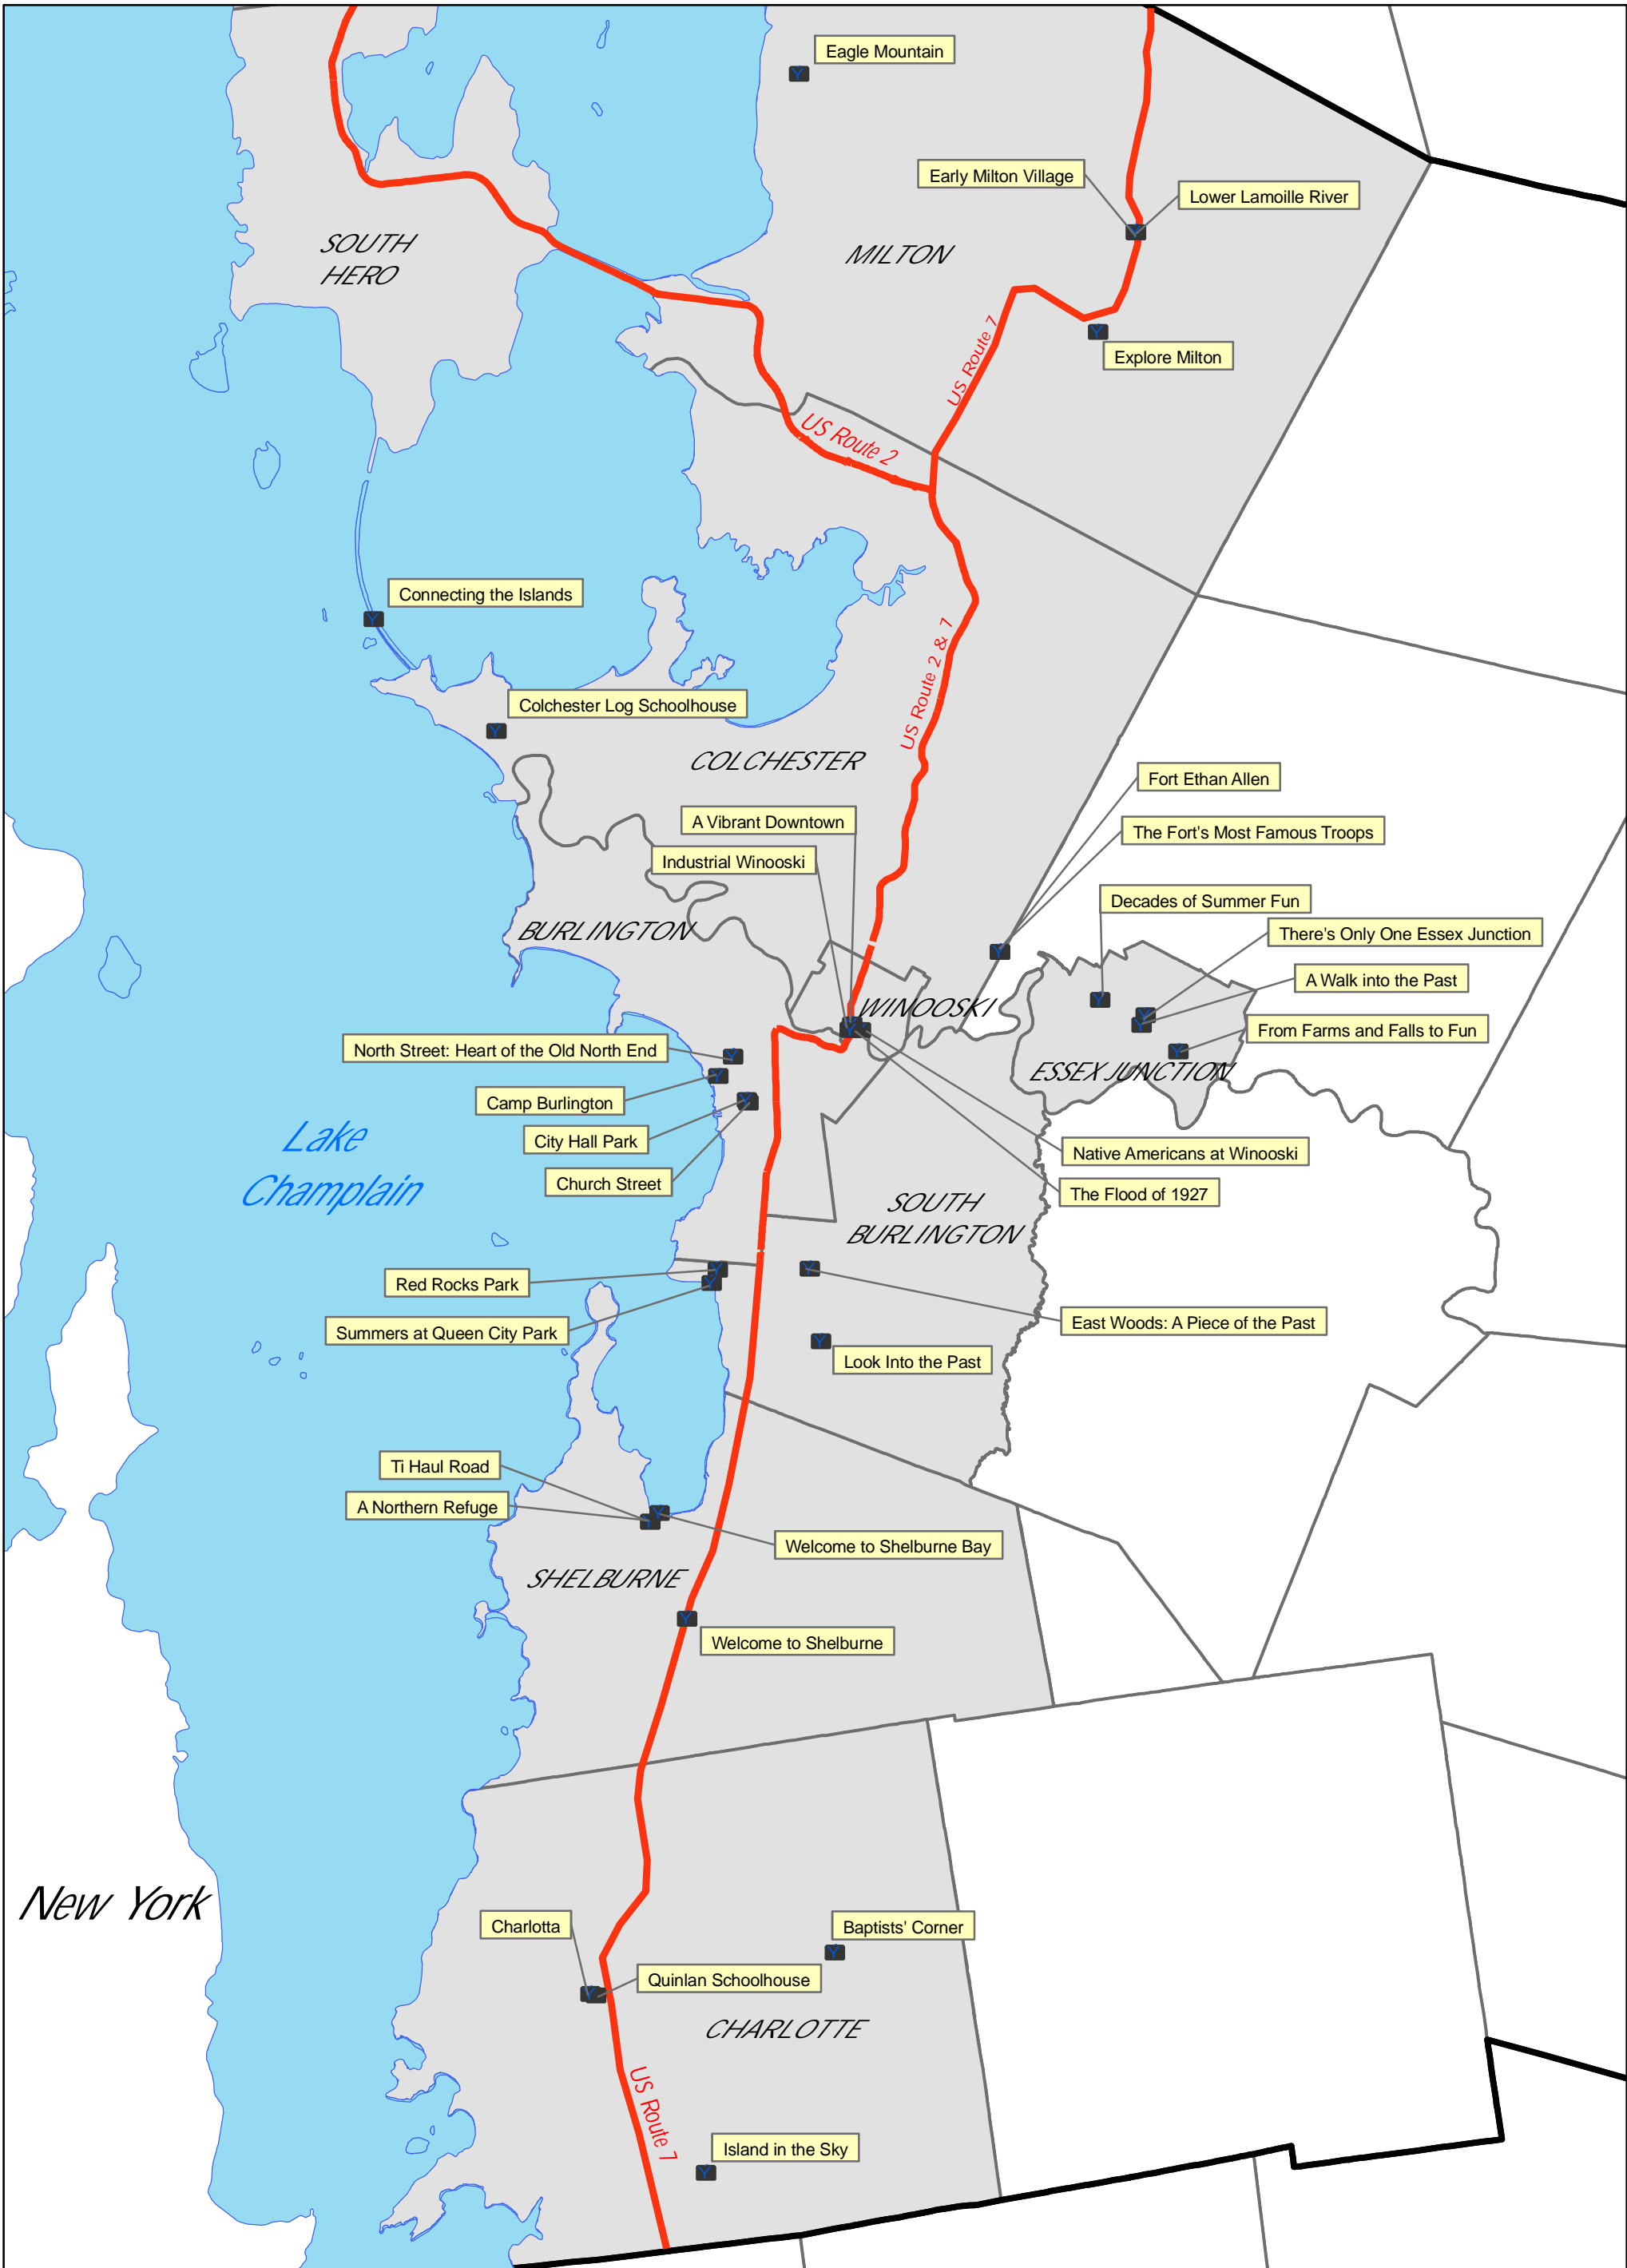 Eagle Mountain
Early Milton Village
Lower Lamoille River
SOUTH
HERO
MILTON
US Route 7
Explore Milton
US Route 2
Connecting the Islands
US Route 2 & 7
Colchester Log Schoolhouse
COLCHESTER
Fort Ethan Allen
A Vibrant Downtown
The Fort's Most Famous Troops
Industrial Winooski
Decades of Summer Fun
BURLINGTON
There's Only One Essex Junction
A Walk into the Past
WINOOSKI
From Farms and Falls to Fun
North Street: Heart of the Old North End
ESSEX JUNCTION
Camp Burlington
City Hall Park
Lake
Champlain
Native Americans at Winooski
Church Street
The Flood of 1927
SOUTH
BURLINGTON
Red Rocks Park
East Woods: A Piece of the Past
Summers at Queen City Park
Look Into the Past
Ti Haul Road
A Northern Refuge
Welcome to Shelburne Bay
SHELBURNE
Welcome to Shelburne
New York
Charlotta
Baptists' Corner
Quinlan Schoolhouse
CHARLOTTE
US Route 7
Island in the Sky